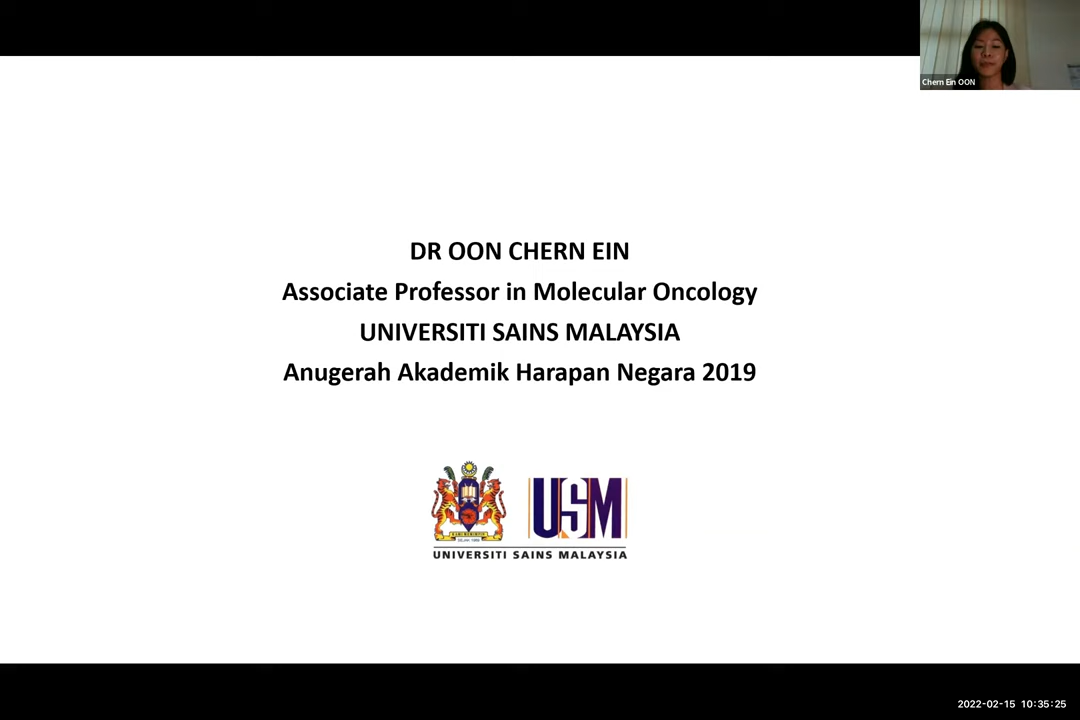 Chern Ein OON
DR OON CHERN EIN
Associate Professor in Molecular Oncology
UNIVERSITI SAINS MALAYSIA
Anugerah Akademik Harapan Negara 2019
USM
UNIVERSITI SAINS MALAYSIA
2022-02-15 10:35:25